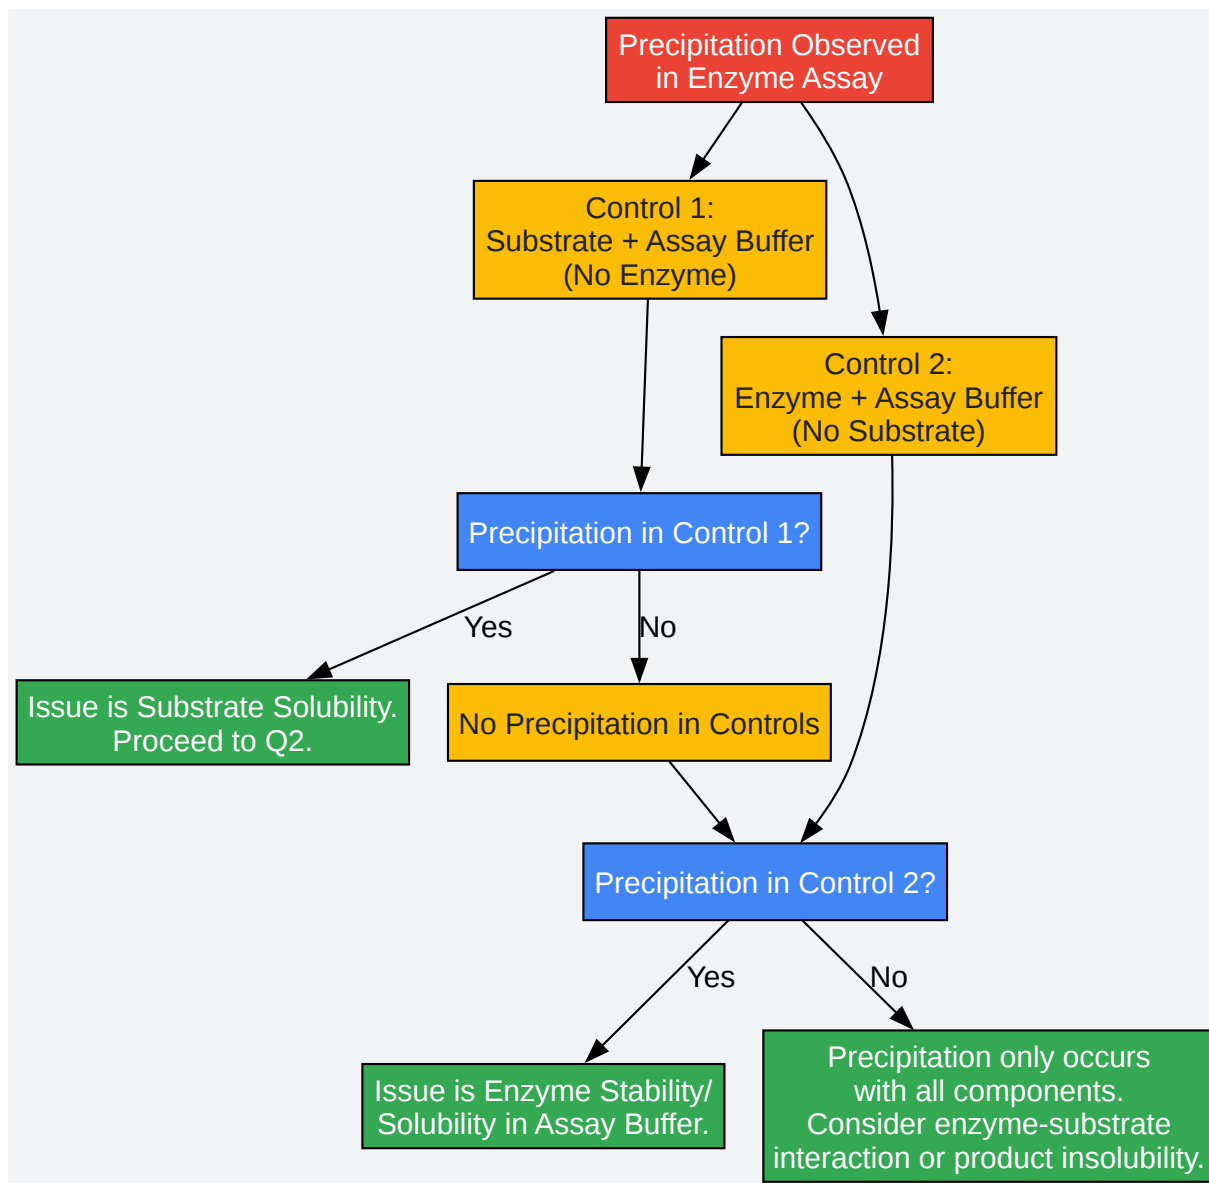 Precipitation Observed
in Enzyme Assay
Control 1:
Substrate + Assay Buffer
(No Enzyme)
Control 2:
Enzyme + Assay Buffer
(No Substrate)
Precipitation in Control 1?
Yes
No
Issue is Substrate Solubility.
Proceed to Q2.
No Precipitation in Controls
Precipitation in Control 2?
Yes
No
Issue is Enzyme Stability/
Solubility in Assay Buffer.
Precipitation only occurs
with all components.
Consider enzyme-substrate
interaction or product insolubility.